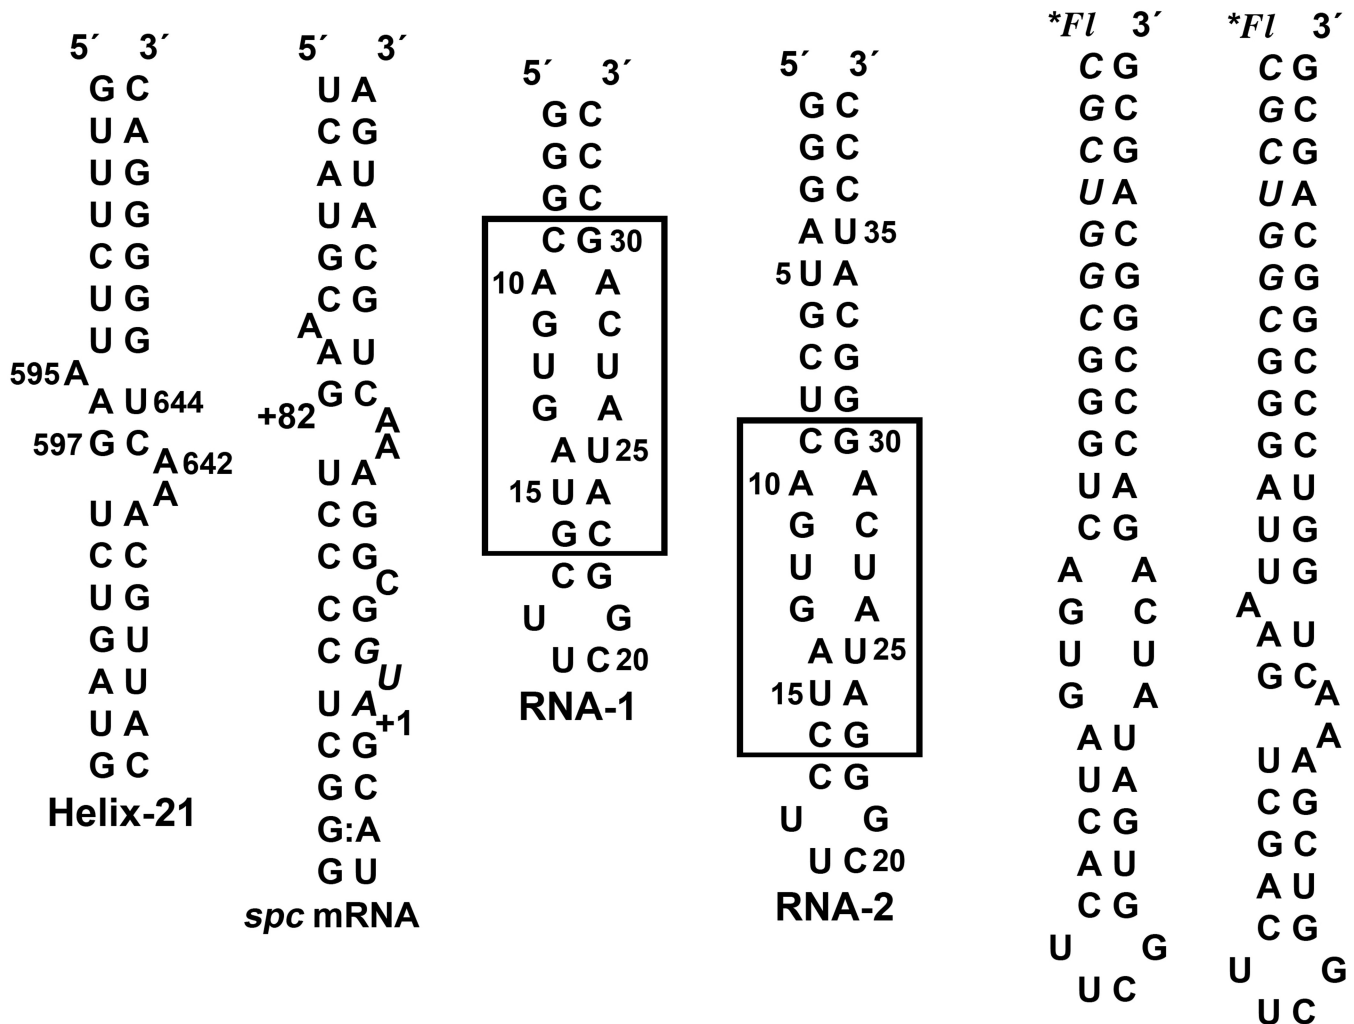 5´ 3´
G C
U A
U G
U G
C G
U G
U G
595 A
A U 644
597 G C
A 642
A
U A
C C
U G
G U
A U
U A
G C
Helix-21
5´ 3´
U A
C G
A U
U A
G C
C G
A
A U
+82 G C
A
A
U A
C G
C G
C
C G
C G
U
U A
+1
C G
G C
G:A
G U
spc mRNA
5´ 3´
G C
G C
G C
C G 30
10 A A
G C
U U
G A
A U 25
15 U A
G C
C G
U G
U C 20
RNA-1
5´ 3´
G C
G C
G C
A U 35
5 U A
G C
C G
U G
C G 30
10 A A
G C
U U
G A
A U 25
15 U A
C G
C G
U G
U C 20
RNA-2
*Fl 3´
C G
G C
C G
U A
G C
G G
C G
G C
G C
G C
U A
C G
A A
G C
U U
G A
A U
U A
C G
A U
C G
U G
U C
*Fl 3´
C G
G C
C G
U A
G C
G G
C G
G C
G C
G C
A U
U G
U G
A
A U
G C
A
A
U A
C G
G C
A U
C G
U G
U C